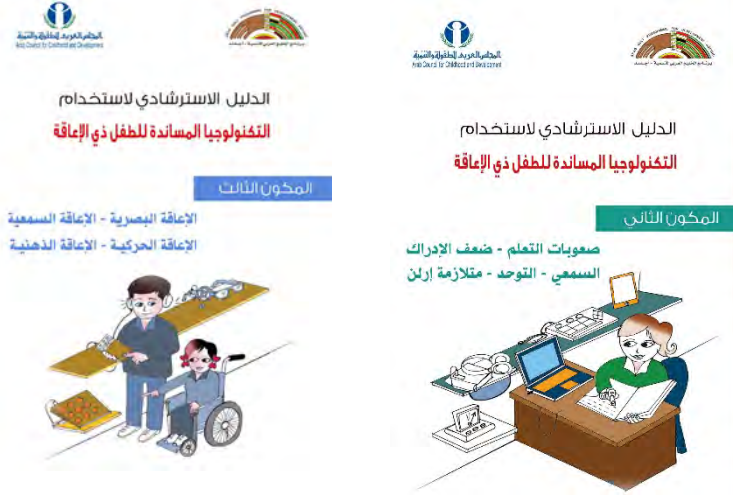 المجلس العربي للطفولة والتنمية
Arab Council for Childhood and Development
الدليل الاسترشادي لاستخدام
التكنولوجيا المساندة للطفل ذي الإعاقة
المكون الثاني
صعوبات التعلم - ضعف الإدراك
السمعي - التوحد - متلازمة إرلن
المجلس العربي للطفولة والتنمية
Arab Council for Childhood and Development
الدليل الاسترشادي لاستخدام
التكنولوجيا المساندة للطفل ذي الإعاقة
المكون الثالث
الإعاقة البصرية - الإعاقة السمعية
الإعاقة الحركية - الإعاقة الذهنية